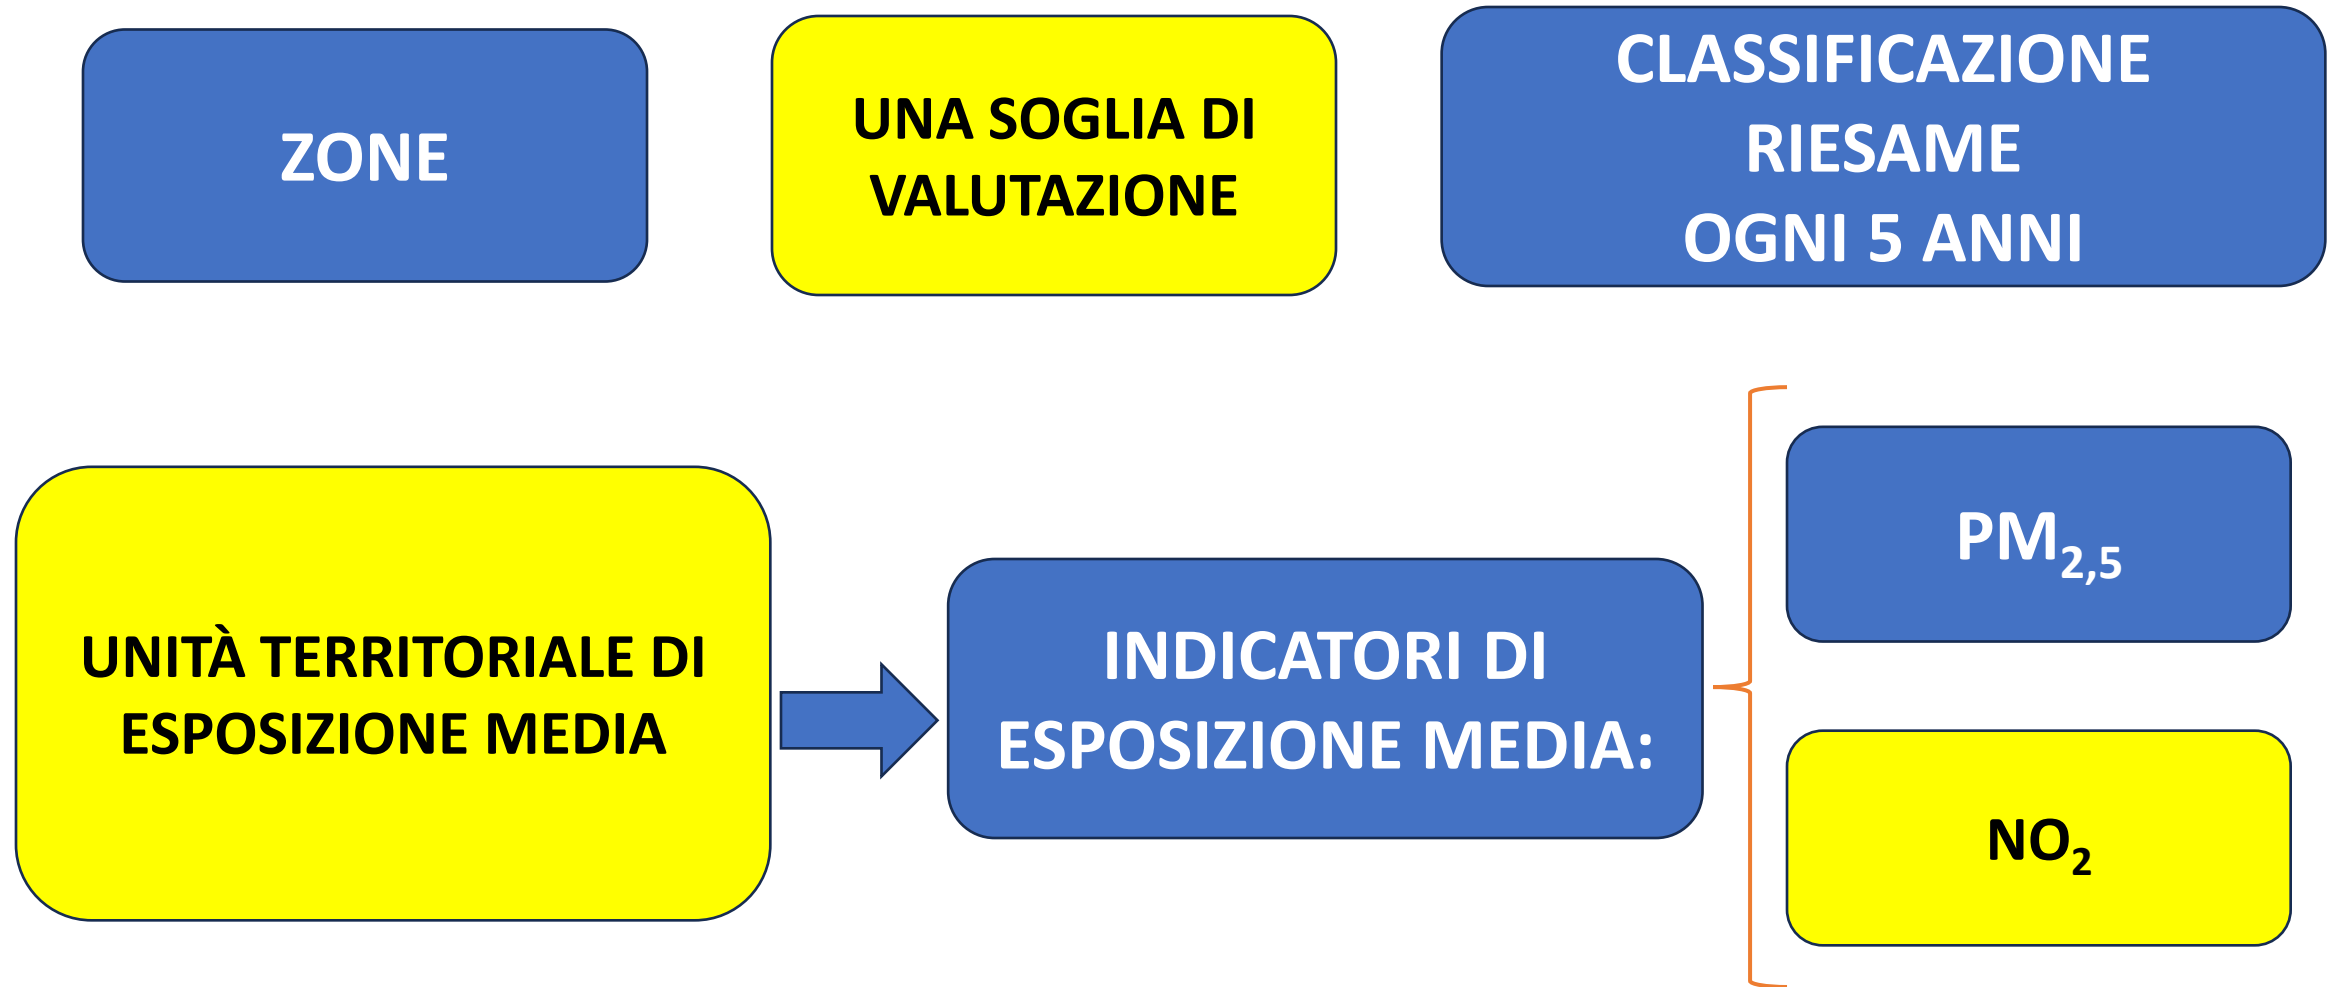 ZONE
UNA SOGLIA DI
VALUTAZIONE
CLASSIFICAZIONE
RIESAME
OGNI 5 ANNI
UNITÀ TERRITORIALE DI
ESPOSIZIONE MEDIA
INDICATORI DI
ESPOSIZIONE MEDIA:
PM2,5
NO2